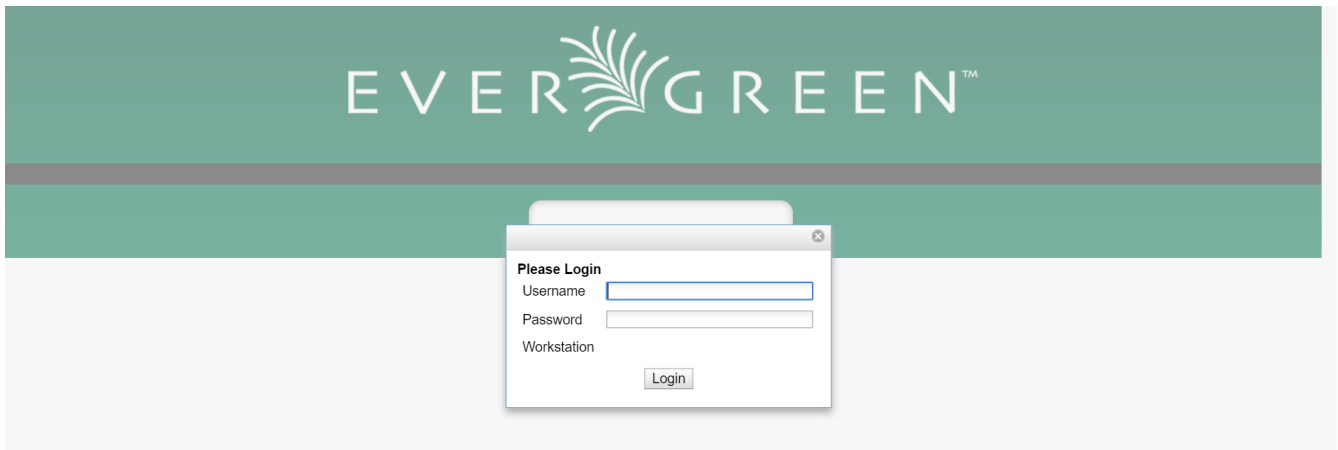 EVERGREEN™
Please Login
Username
Password
Workstation
Login